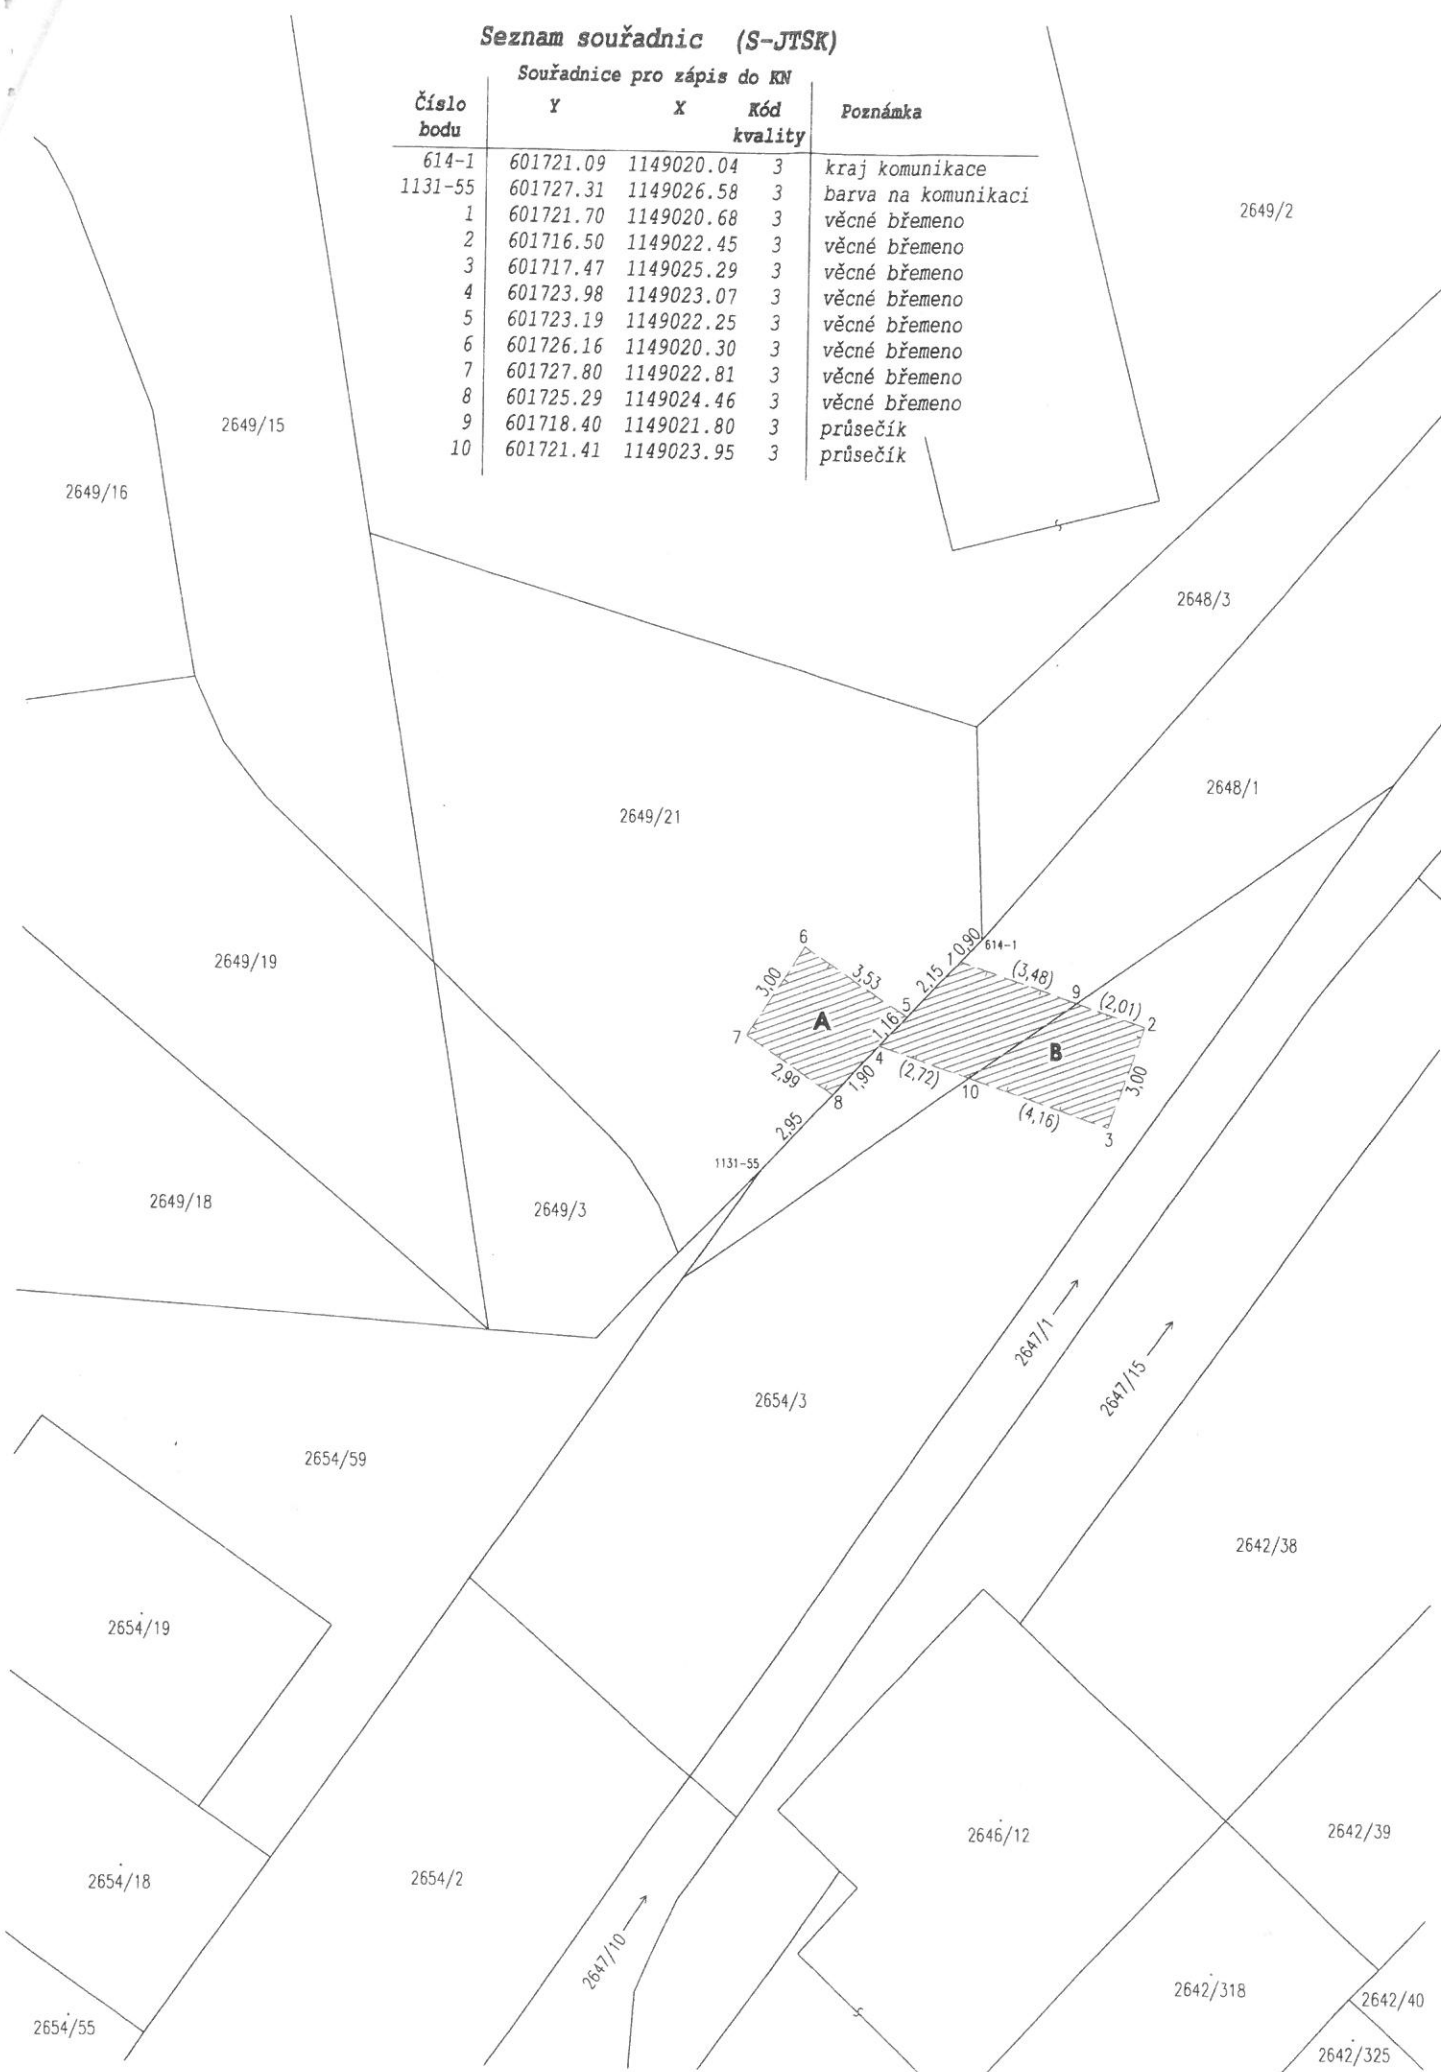 Seznam souřadnic (S-JTSK)
Souřadnice pro zápis do KN
Číslo bodu Y X Kód kvality Poznámka
614-1 601721.09 1149020.04 3 kraj komunikace
1131-55 601727.31 1149026.58 3 barva na komunikaci
1 601721.70 1149020.68 3 věcné břemeno
2 601716.50 1149022.45 3 věcné břemeno
3 601717.47 1149025.29 3 věcné břemeno
4 601723.98 1149023.07 3 věcné břemeno
5 601723.19 1149022.25 3 věcné břemeno
6 601726.16 1149020.30 3 věcné břemeno
7 601727.80 1149022.81 3 věcné břemeno
8 601725.29 1149024.46 3 věcné břemeno
9 601718.40 1149021.80 3 průsečík
10 601721.41 1149023.95 3 průsečík
2649/2
2649/15
2649/16
2648/3
2648/1
2649/21
2649/19
6
3,53
3,00
A
7
2,99
8
5
1,16
4
1,90
2,15
1
0,90
614-1
(3,48)
9
(2,01)
2
B
3,00
(2,72)
10
(4,16)
3
2,95
1131-55
2649/18
2649/3
2647/1
2647/15
2654/3
2654/59
2642/38
2654/19
2646/12
2642/39
2654/18
2654/2
2647/10
2642/318
2642/40
2654/55
2642/325